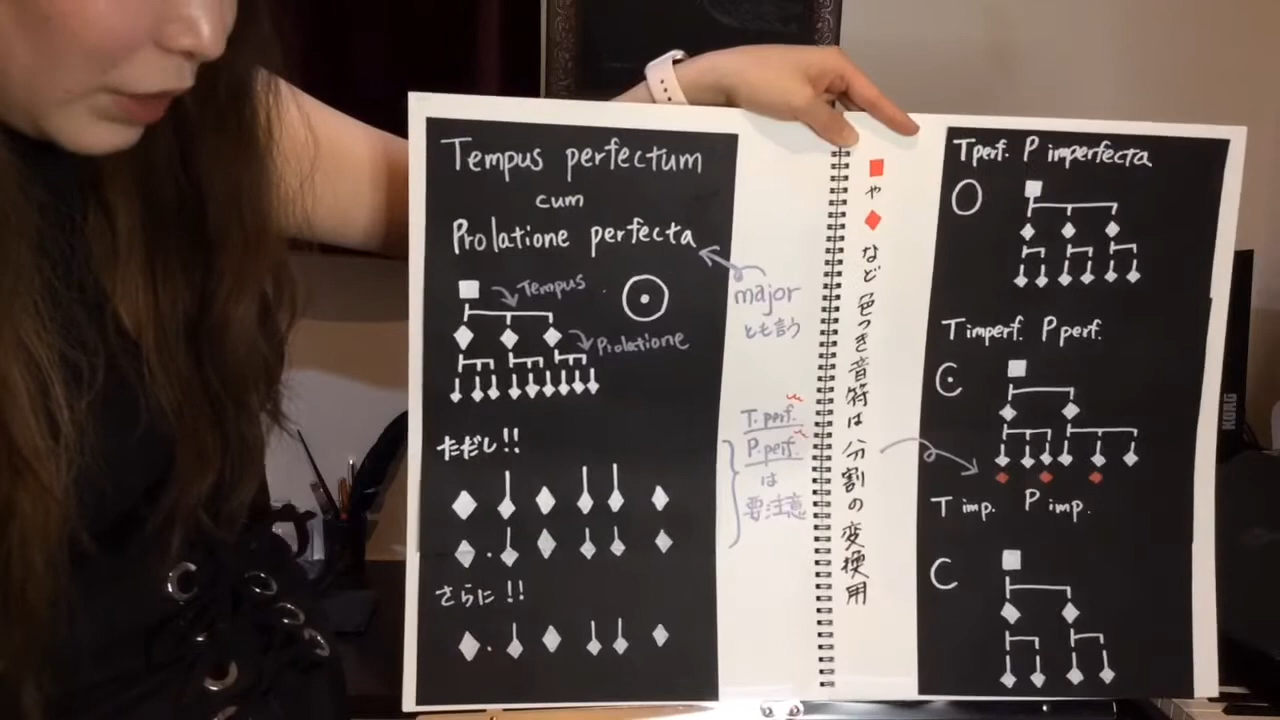 Tempus perfectum
cum
Prolatione perfecta
Tempus
Prolatione
major
とも言う
ただし!!
T.perf.
P.perf.
は
要注意
さらに!!
や
など色つき音符は分割の変換用
Tperf. P imperfecta
T imperf. P perf.
T imp. P imp.
KORG